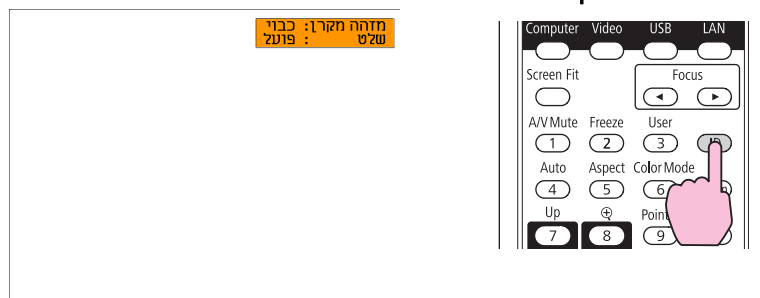 מזהה מקרן: כבוי
שלט : פועל
Computer Video USB LAN
Screen Fit Focus
A/V Mute Freeze User
1 2 3 ID
Auto Aspect Color Mode
4 5 6
Up
7 8 9